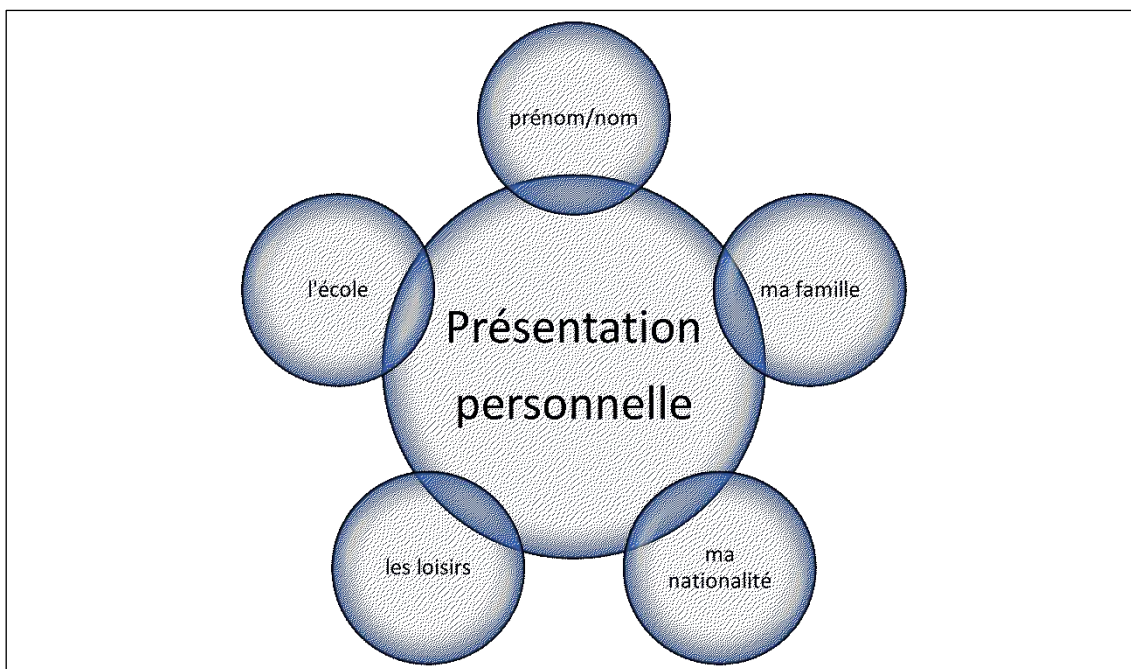 prénom/nom
l'école
ma famille
Présentation
personnelle
les loisirs
ma
nationalité